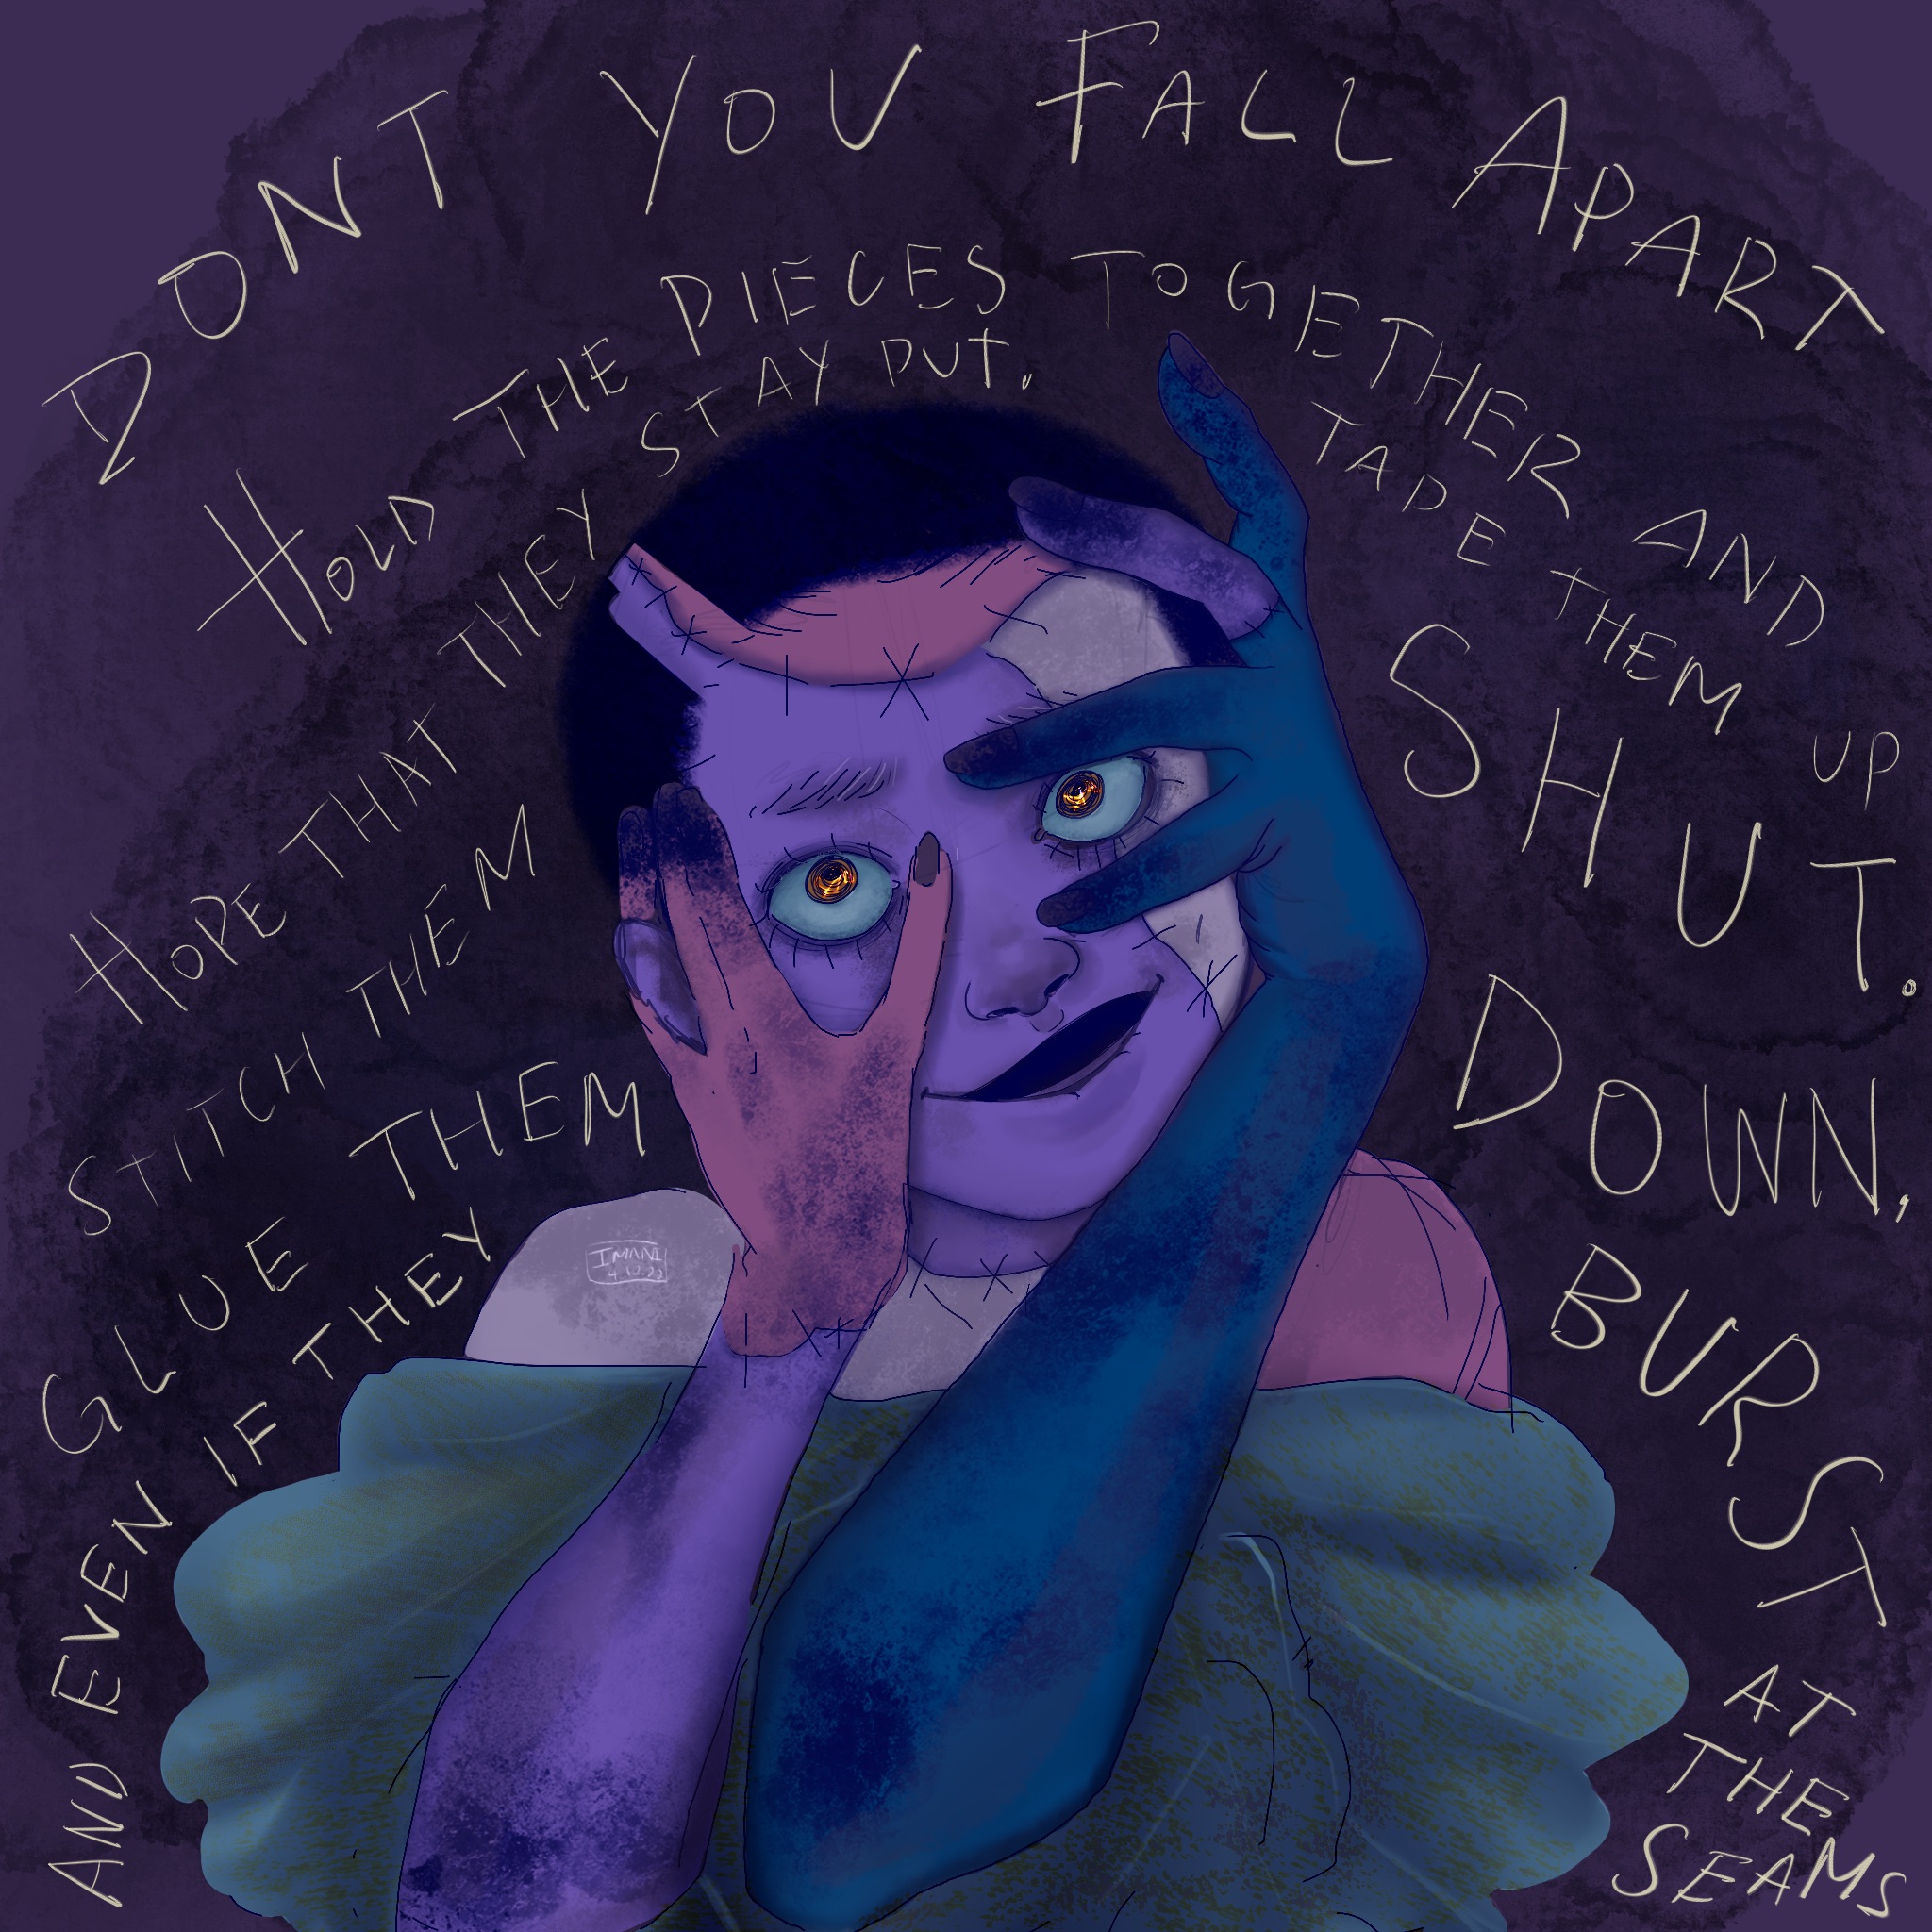 DONT YOU FALL APART
HOLD THE PIECES TOGETHER AND
HOPE THAT THEY STAY PUT.
STITCH THEM TAPE THEM UP
SHUT.
GLUE THEM DOWN,
AND EVEN IF THEY BURST
AT
THE
SEAMS
IMANI